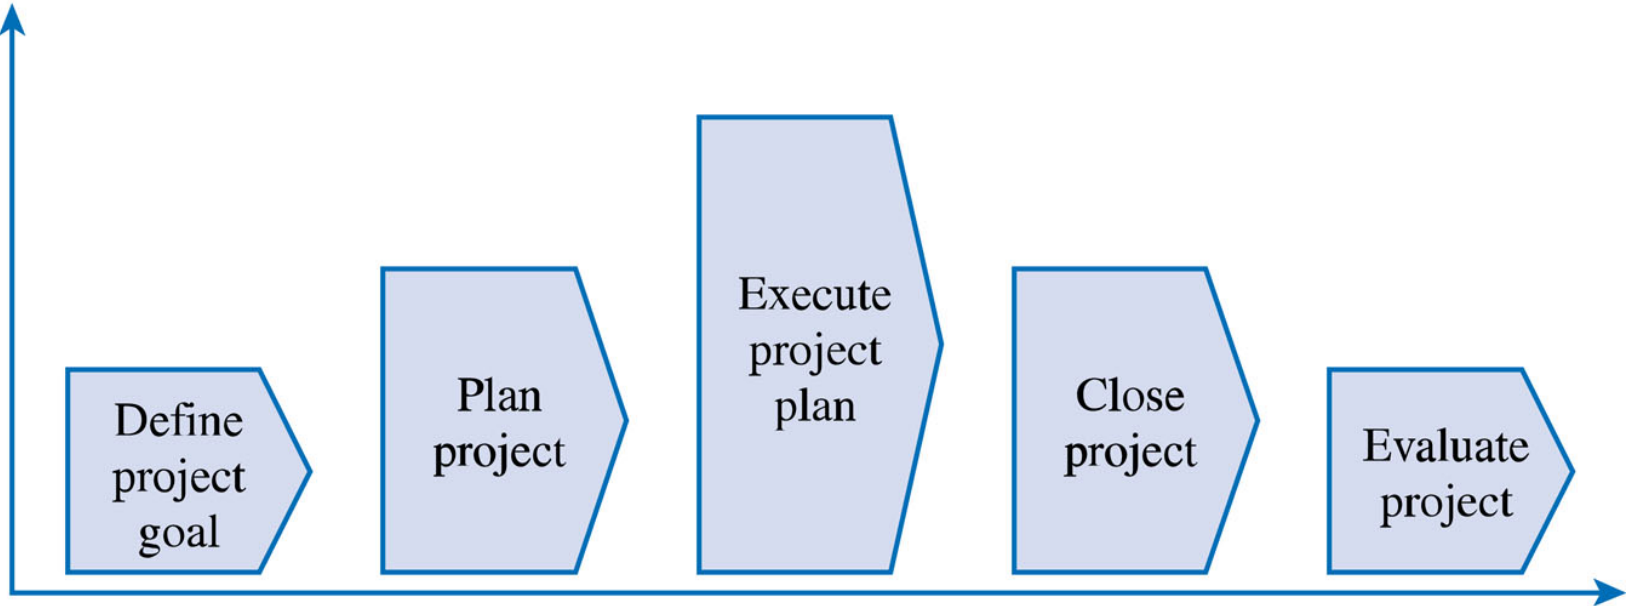 Define
project
goal
Plan
project
Execute
project
plan
Close
project
Evaluate
project